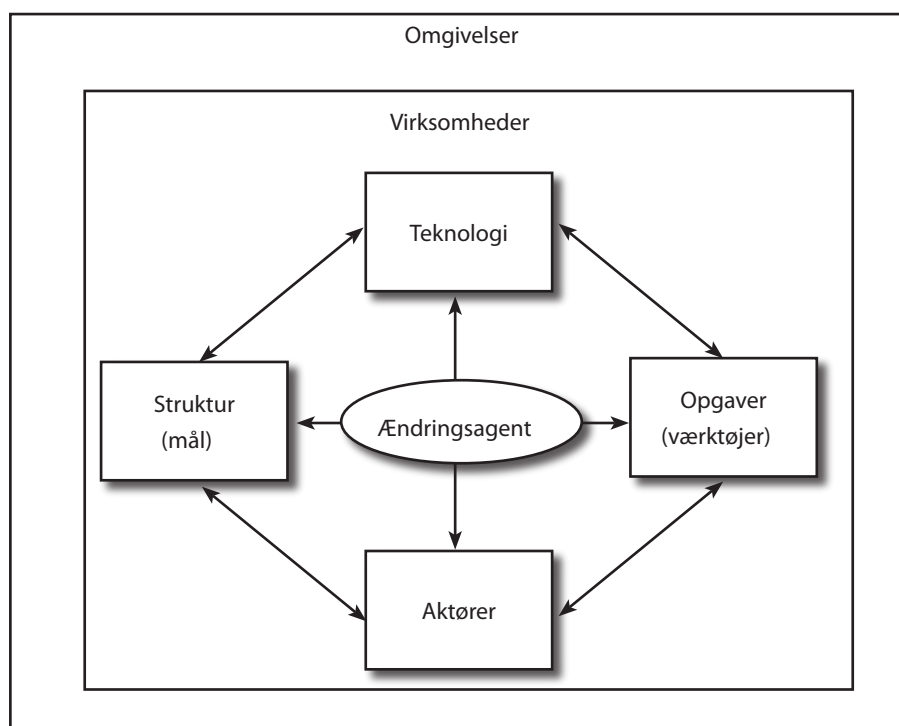 Omgivelser
Virksomheder
Teknologi
Struktur
(mål)
Ændringsagent
Opgaver
(værktøjer)
Aktører